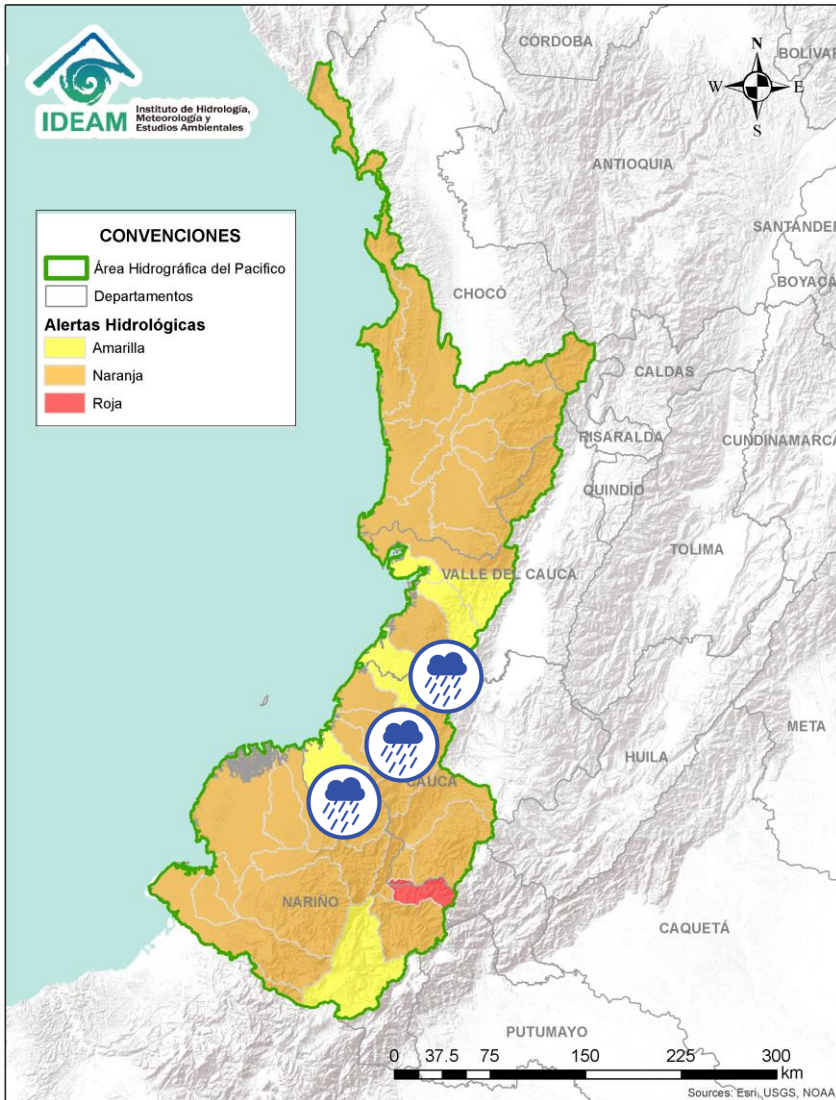 IDEAM
Instituto de Hidrología,
Meteorología y
Estudios Ambientales
CÓRDOBA
BOLÍVAR
N
W
E
S
ANTIOQUIA
CONVENCIONES
Área Hidrográfica del Pacifico
Departamentos
Alertas Hidrológicas
Amarilla
Naranja
Roja
SANTANDER
BOYACÁ
CHOCÓ
CALDAS
RISARALDA
CUNDINAMARCA
QUINDÍO
TOLIMA
VALLE DEL CAUCA
META
HUILA
CAUCA
NARIÑO
CAQUETÁ
PUTUMAYO
0 37.5 75 150 225 300
km
Sources: Esri, USGS, NOAA